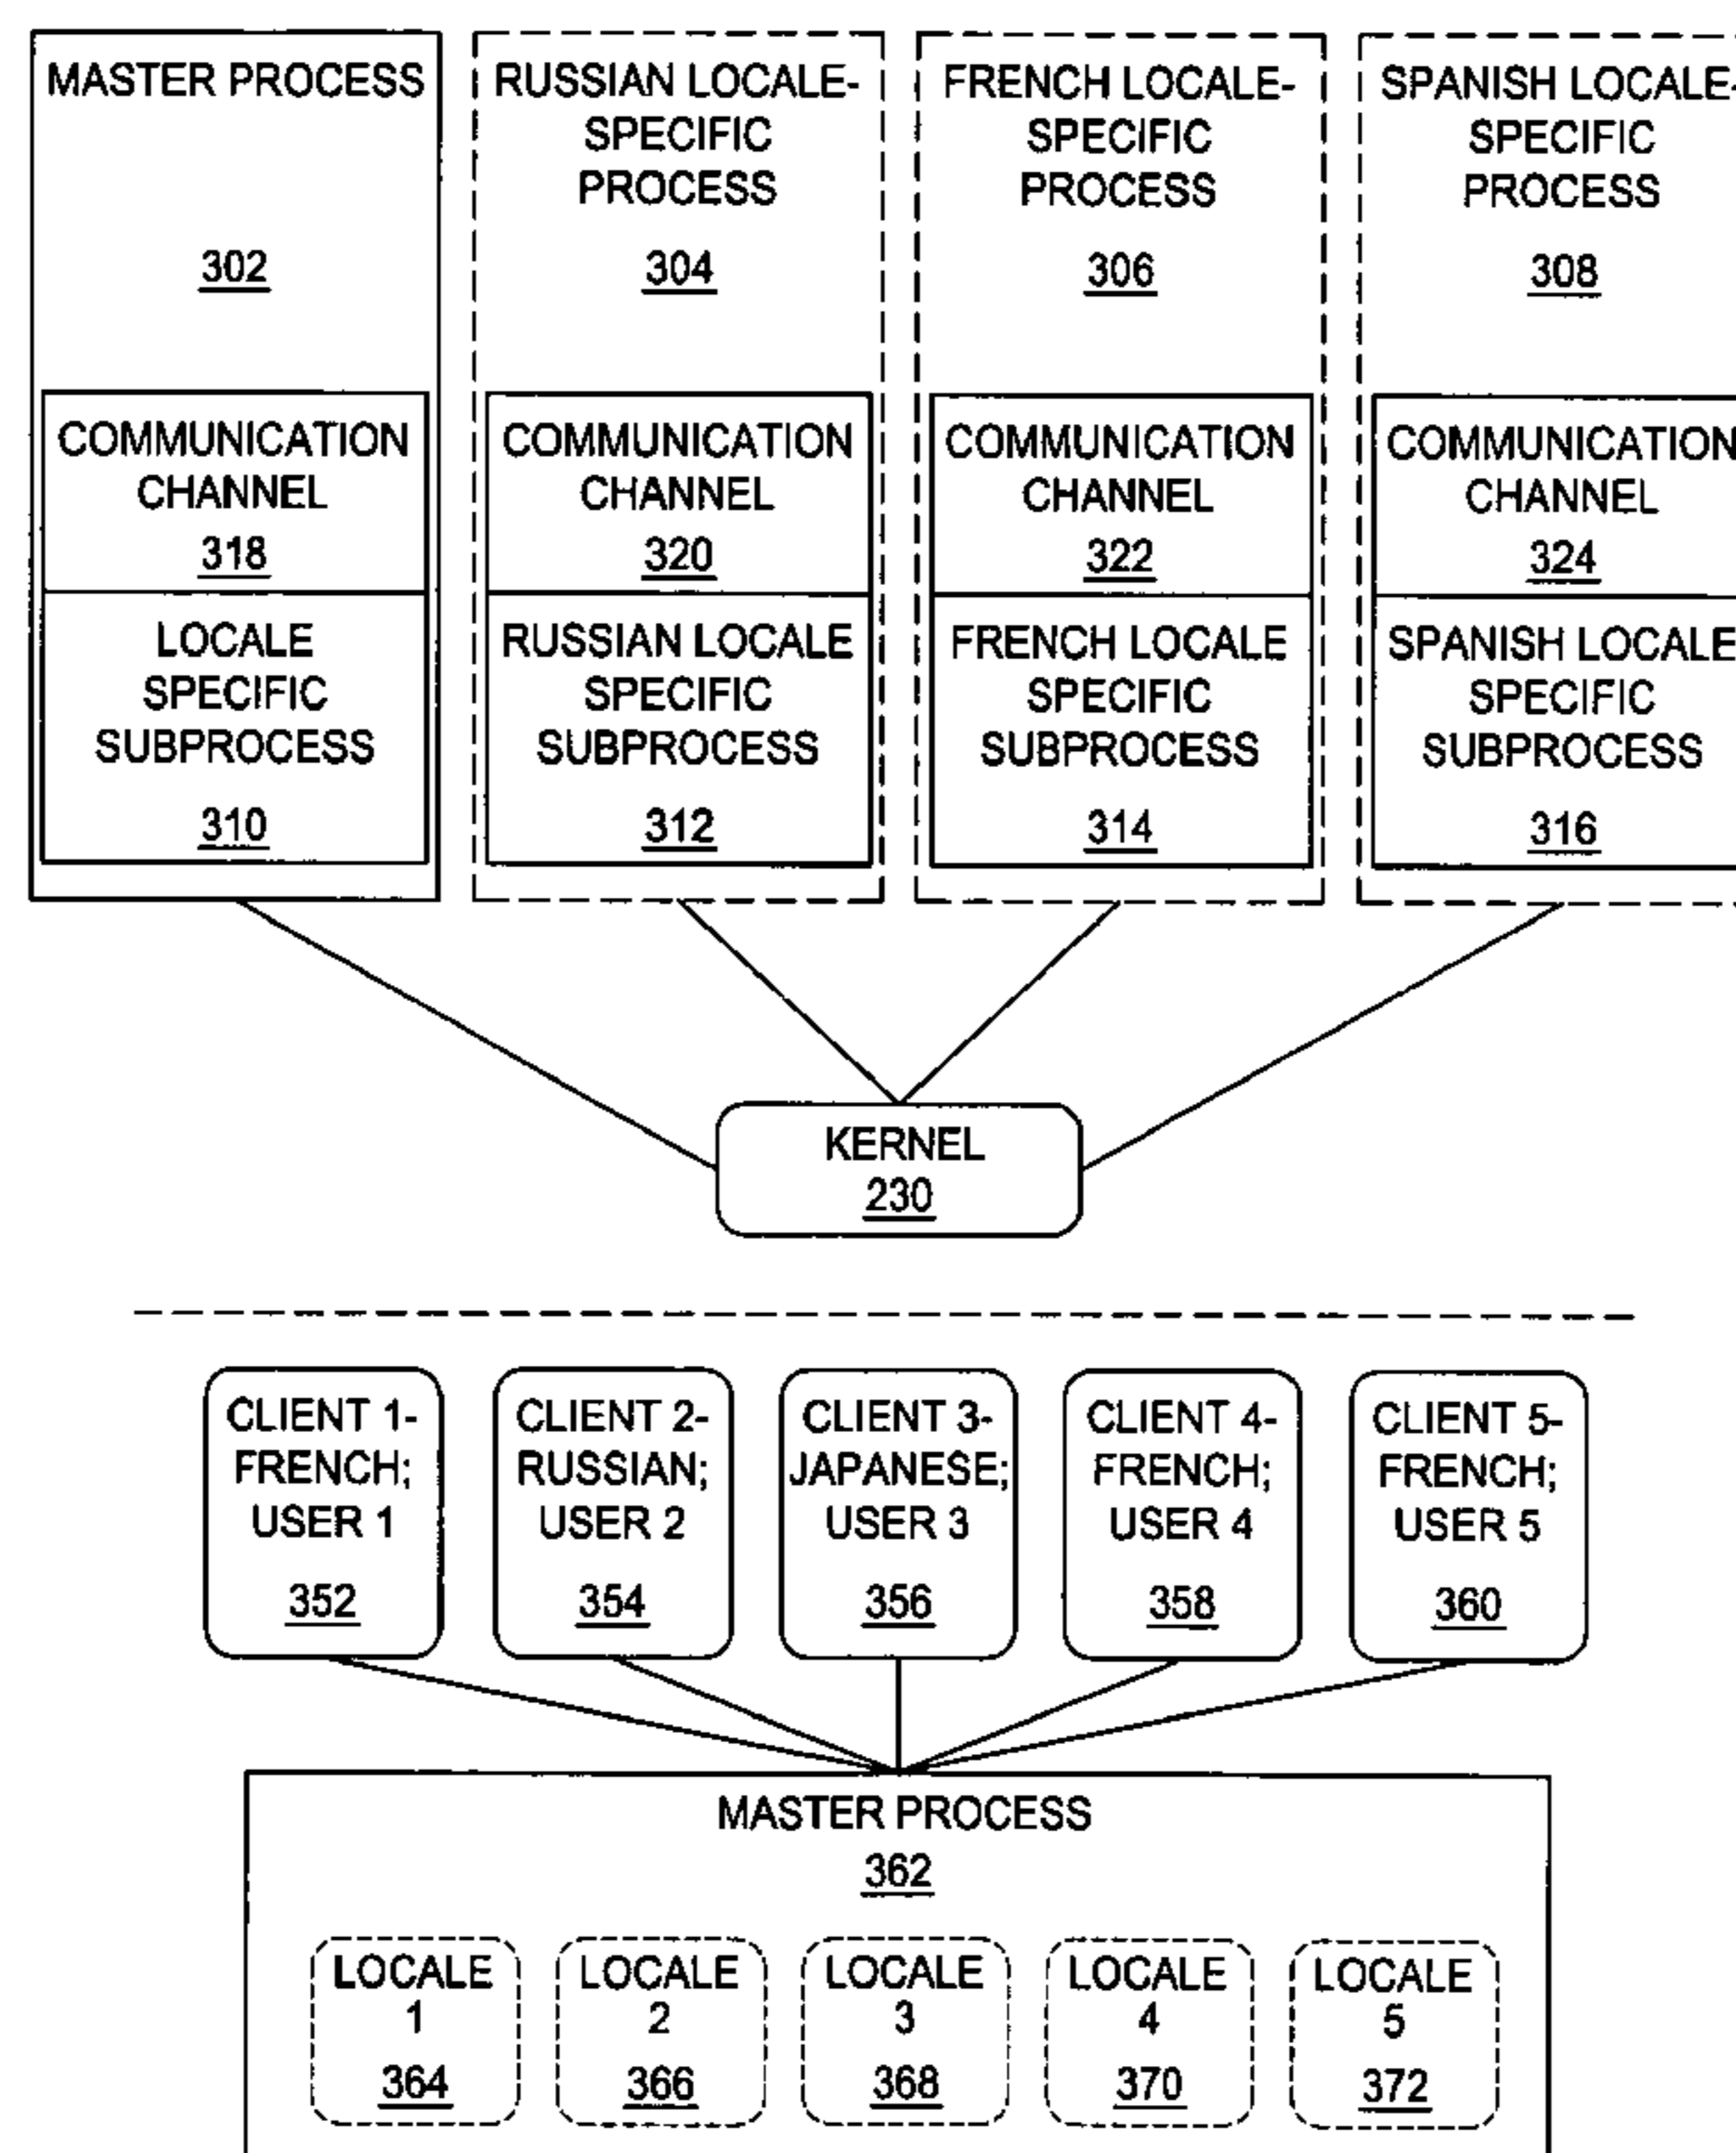 MASTER PROCESS
302
COMMUNICATION
CHANNEL
318
LOCALE
SPECIFIC
SUBPROCESS
310
RUSSIAN LOCALE-
SPECIFIC
PROCESS
304
COMMUNICATION
CHANNEL
320
RUSSIAN LOCALE
SPECIFIC
SUBPROCESS
312
FRENCH LOCALE-
SPECIFIC
PROCESS
306
COMMUNICATION
CHANNEL
322
FRENCH LOCALE
SPECIFIC
SUBPROCESS
314
SPANISH LOCALE-
SPECIFIC
PROCESS
308
COMMUNICATION
CHANNEL
324
SPANISH LOCALE
SPECIFIC
SUBPROCESS
316
KERNEL
230
CLIENT 1-
FRENCH;
USER 1
352
CLIENT 2-
RUSSIAN;
USER 2
354
CLIENT 3-
JAPANESE;
USER 3
356
CLIENT 4-
FRENCH;
USER 4
358
CLIENT 5-
FRENCH;
USER 5
360
MASTER PROCESS
362
LOCALE
1
364
LOCALE
2
366
LOCALE
3
368
LOCALE
4
370
LOCALE
5
372